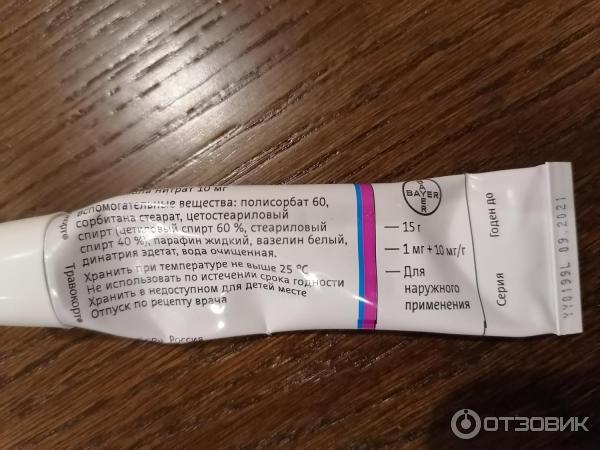 нитрат 10 мг
вспомогательные вещества: полисорбат 60,
сорбитана стеарат, цетостеариловый
спирт (цетиловый спирт 60 %, стеариловый
спирт 40 %), парафин жидкий, вазелин белый,
динатрия эдетат, вода очищенная.
Хранить при температуре не выше 25 °C
Не использовать по истечении срока годности
Хранить в недоступном для детей месте
Отпуск по рецепту врача
Россия
Травокорт®
BAYER
BAYER
15 г
1 мг + 10 мг/г
Для
наружного
применения
Годен до
Серия
YY0199L 09.2021
ОТЗОВИК